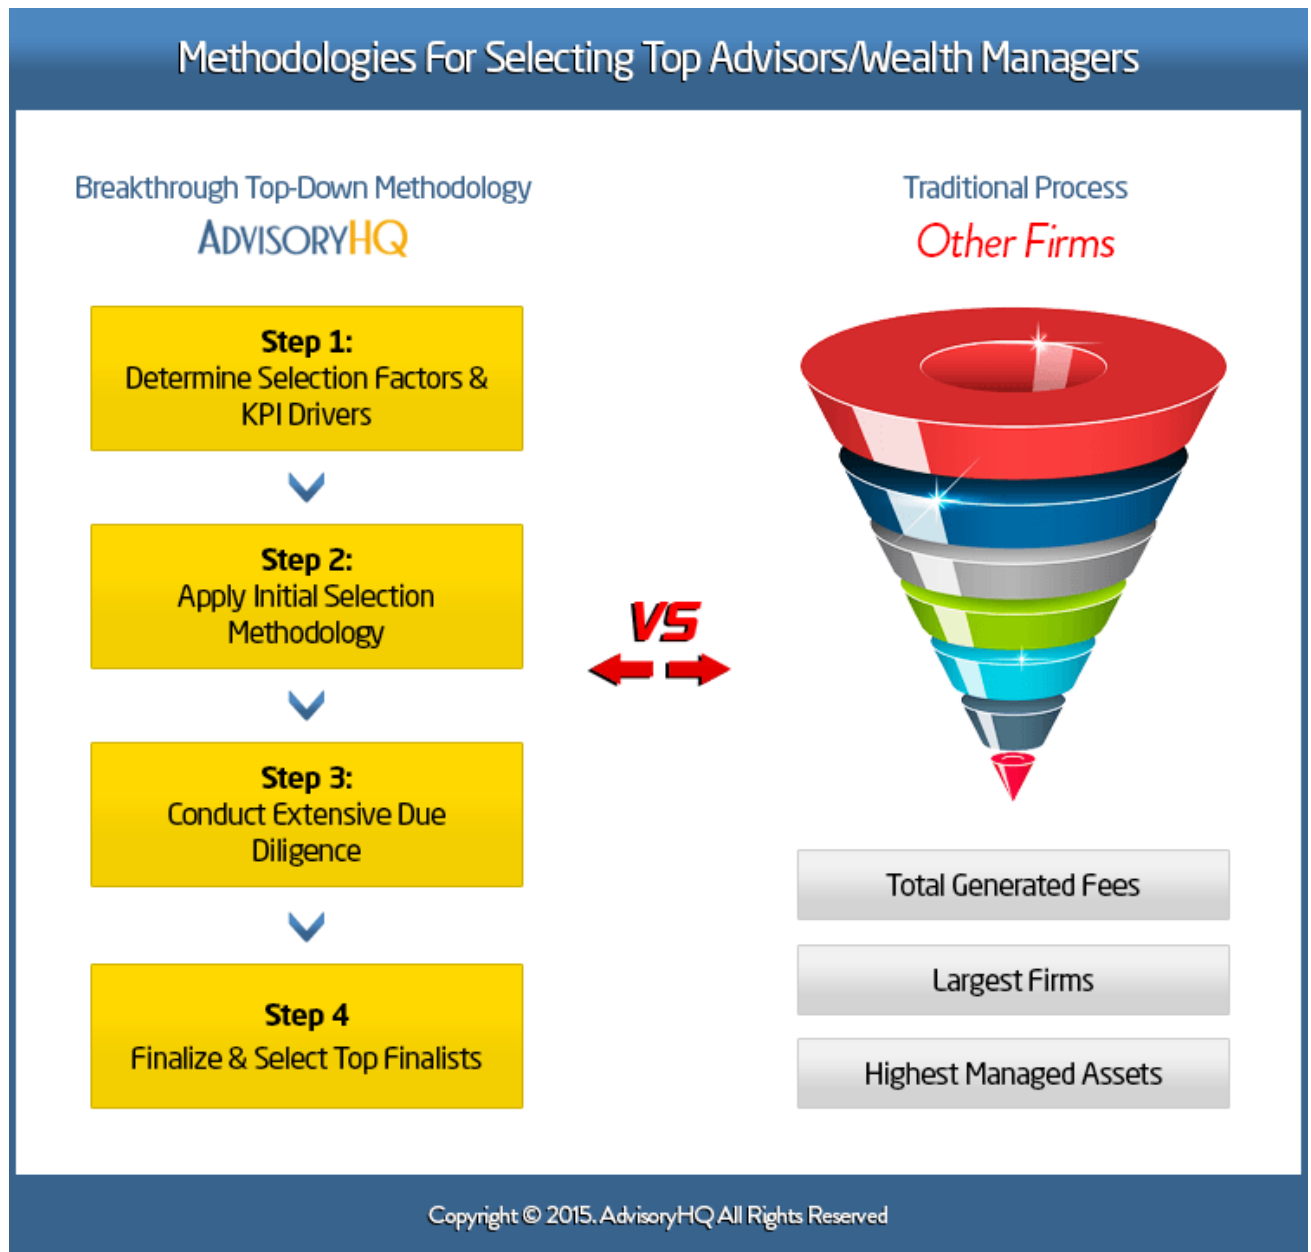 Methodologies For Selecting Top Advisors/Wealth Managers
Breakthrough Top-Down Methodology
ADVISORYHQ
Step 1:
Determine Selection Factors &
KPI Drivers
Step 2:
Apply Initial Selection
Methodology
Step 3:
Conduct Extensive Due
Diligence
Step 4
Finalize & Select Top Finalists
VS
Traditional Process
Other Firms
Total Generated Fees
Largest Firms
Highest Managed Assets
Copyright © 2015. AdvisoryHQ All Rights Reserved